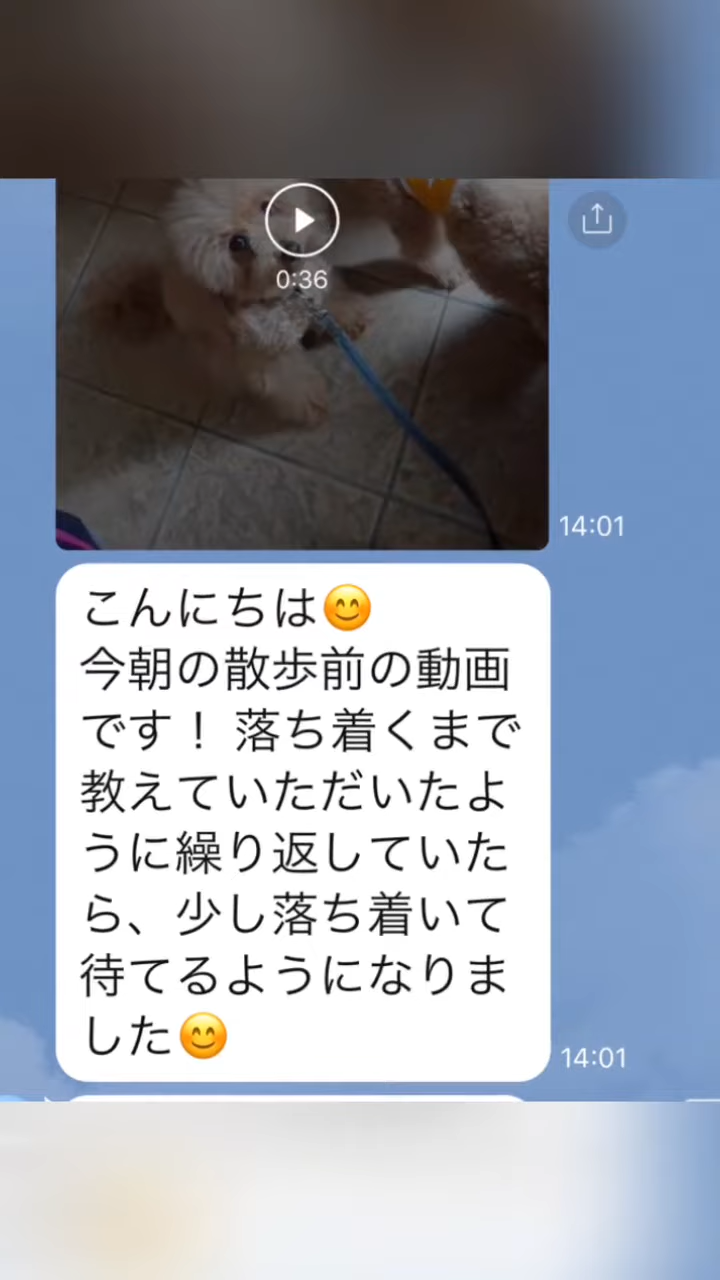 0:36
14:01
こんにちは😊
今朝の散歩前の動画
です！ 落ち着くまで
教えていただいたよ
うに繰り返していた
ら、少し落ち着いて
待てるようになりま
した😊
14:01